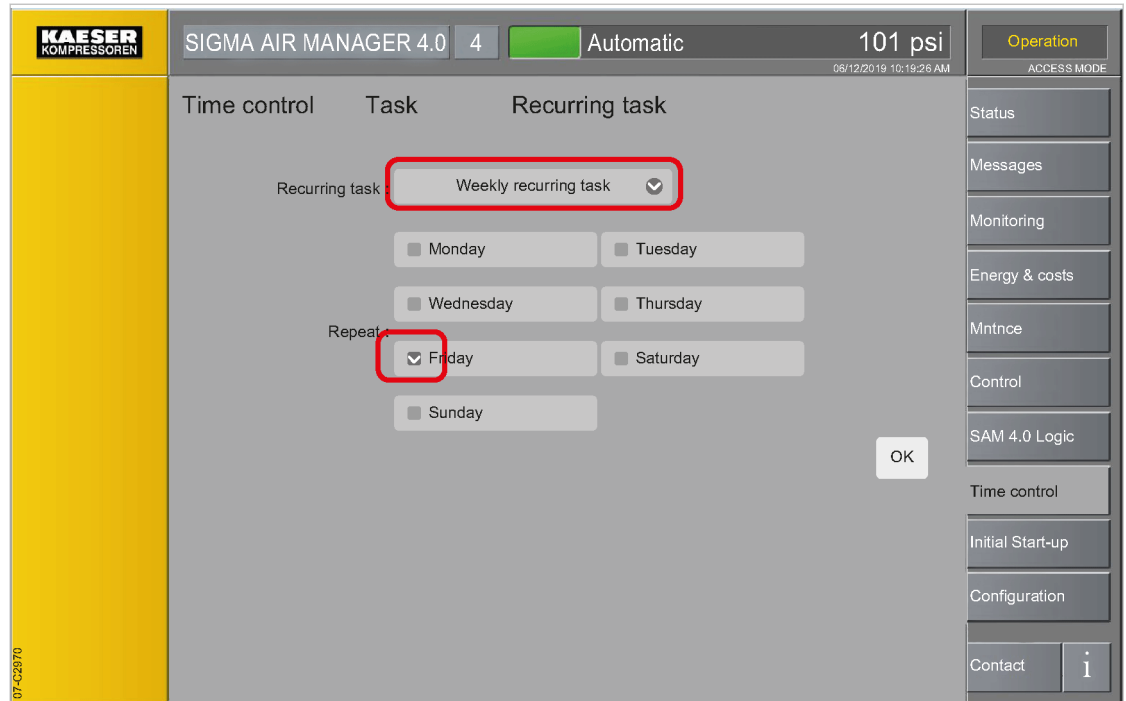 KAESER
KOMPRESSOREN
SIGMA AIR MANAGER 4.0 4 Automatic 101 psi
06/12/2019 10:19:26 AM
Operation
ACCESS MODE
Time control Task Recurring task
Recurring task : Weekly recurring task
Monday Tuesday
Wednesday Thursday
Repeat :
Friday Saturday
Sunday
OK
Status
Messages
Monitoring
Energy & costs
Mntnce
Control
SAM 4.0 Logic
Time control
Initial Start-up
Configuration
Contact i
07-C2970